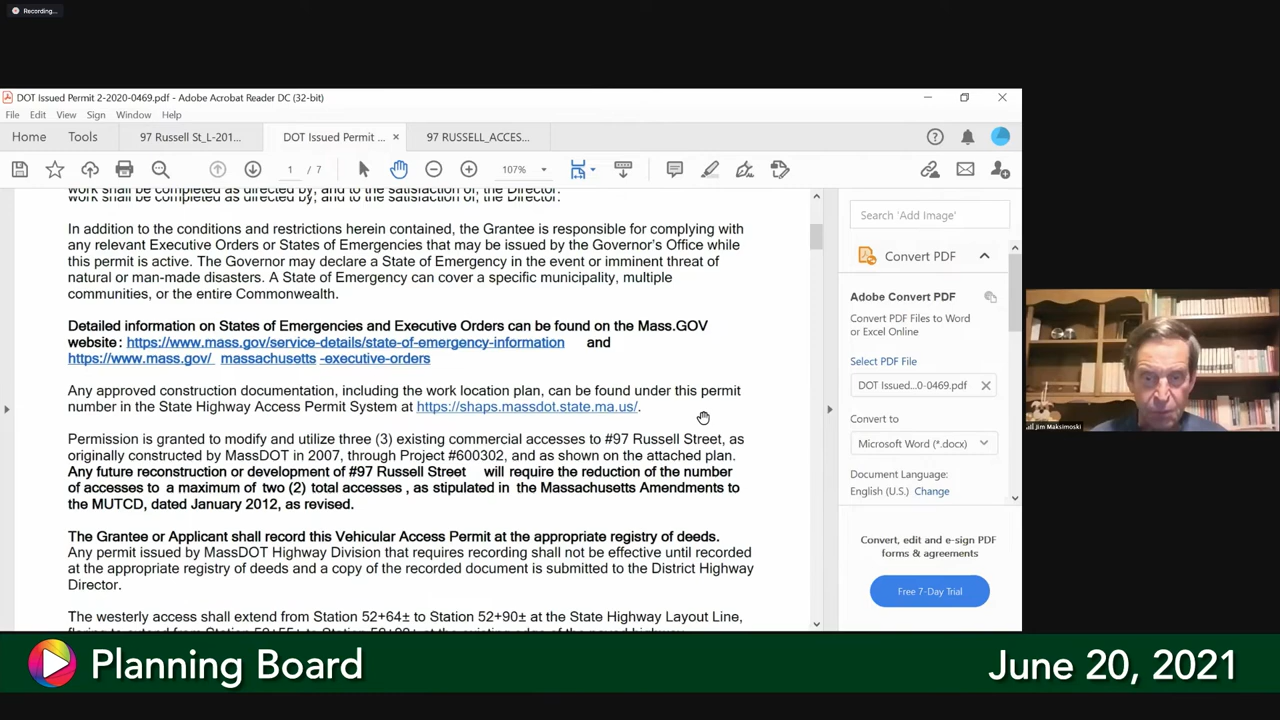 Recording...
DOT Issued Permit 2-2020-0469.pdf - Adobe Acrobat Reader DC (32-bit)
File Edit View Sign Window Help
Home Tools 97 Russell St_L-201... DOT Issued Permit ... × 97 RUSSELL_ACCES...
1 / 7 107%
work shall be completed as directed by, and to the satisfaction of, the Director.
In addition to the conditions and restrictions herein contained, the Grantee is responsible for complying with
any relevant Executive Orders or States of Emergencies that may be issued by the Governor's Office while
this permit is active. The Governor may declare a State of Emergency in the event or imminent threat of
natural or man-made disasters. A State of Emergency can cover a specific municipality, multiple
communities, or the entire Commonwealth.
Detailed information on States of Emergencies and Executive Orders can be found on the Mass.GOV
website: https://www.mass.gov/service-details/state-of-emergency-information and
https://www.mass.gov/ massachusetts -executive-orders
Any approved construction documentation, including the work location plan, can be found under this permit
number in the State Highway Access Permit System at https://shaps.massdot.state.ma.us/.
Permission is granted to modify and utilize three (3) existing commercial accesses to #97 Russell Street, as
originally constructed by MassDOT in 2007, through Project #600302, and as shown on the attached plan.
Any future reconstruction or development of #97 Russell Street will require the reduction of the number
of accesses to a maximum of two (2) total accesses , as stipulated in the Massachusetts Amendments to
the MUTCD, dated January 2012, as revised.
The Grantee or Applicant shall record this Vehicular Access Permit at the appropriate registry of deeds.
Any permit issued by MassDOT Highway Division that requires recording shall not be effective until recorded
at the appropriate registry of deeds and a copy of the recorded document is submitted to the District Highway
Director.
The westerly access shall extend from Station 52+64± to Station 52+90± at the State Highway Layout Line,
Search 'Add Image'
Convert PDF
Adobe Convert PDF
Convert PDF Files to Word
or Excel Online
Select PDF File
DOT Issued...0-0469.pdf
Convert to
Microsoft Word (*.docx)
Document Language:
English (U.S.) Change
Convert, edit and e-sign PDF
forms & agreements
Free 7-Day Trial
Jim Maksimoski
Planning Board
June 20, 2021